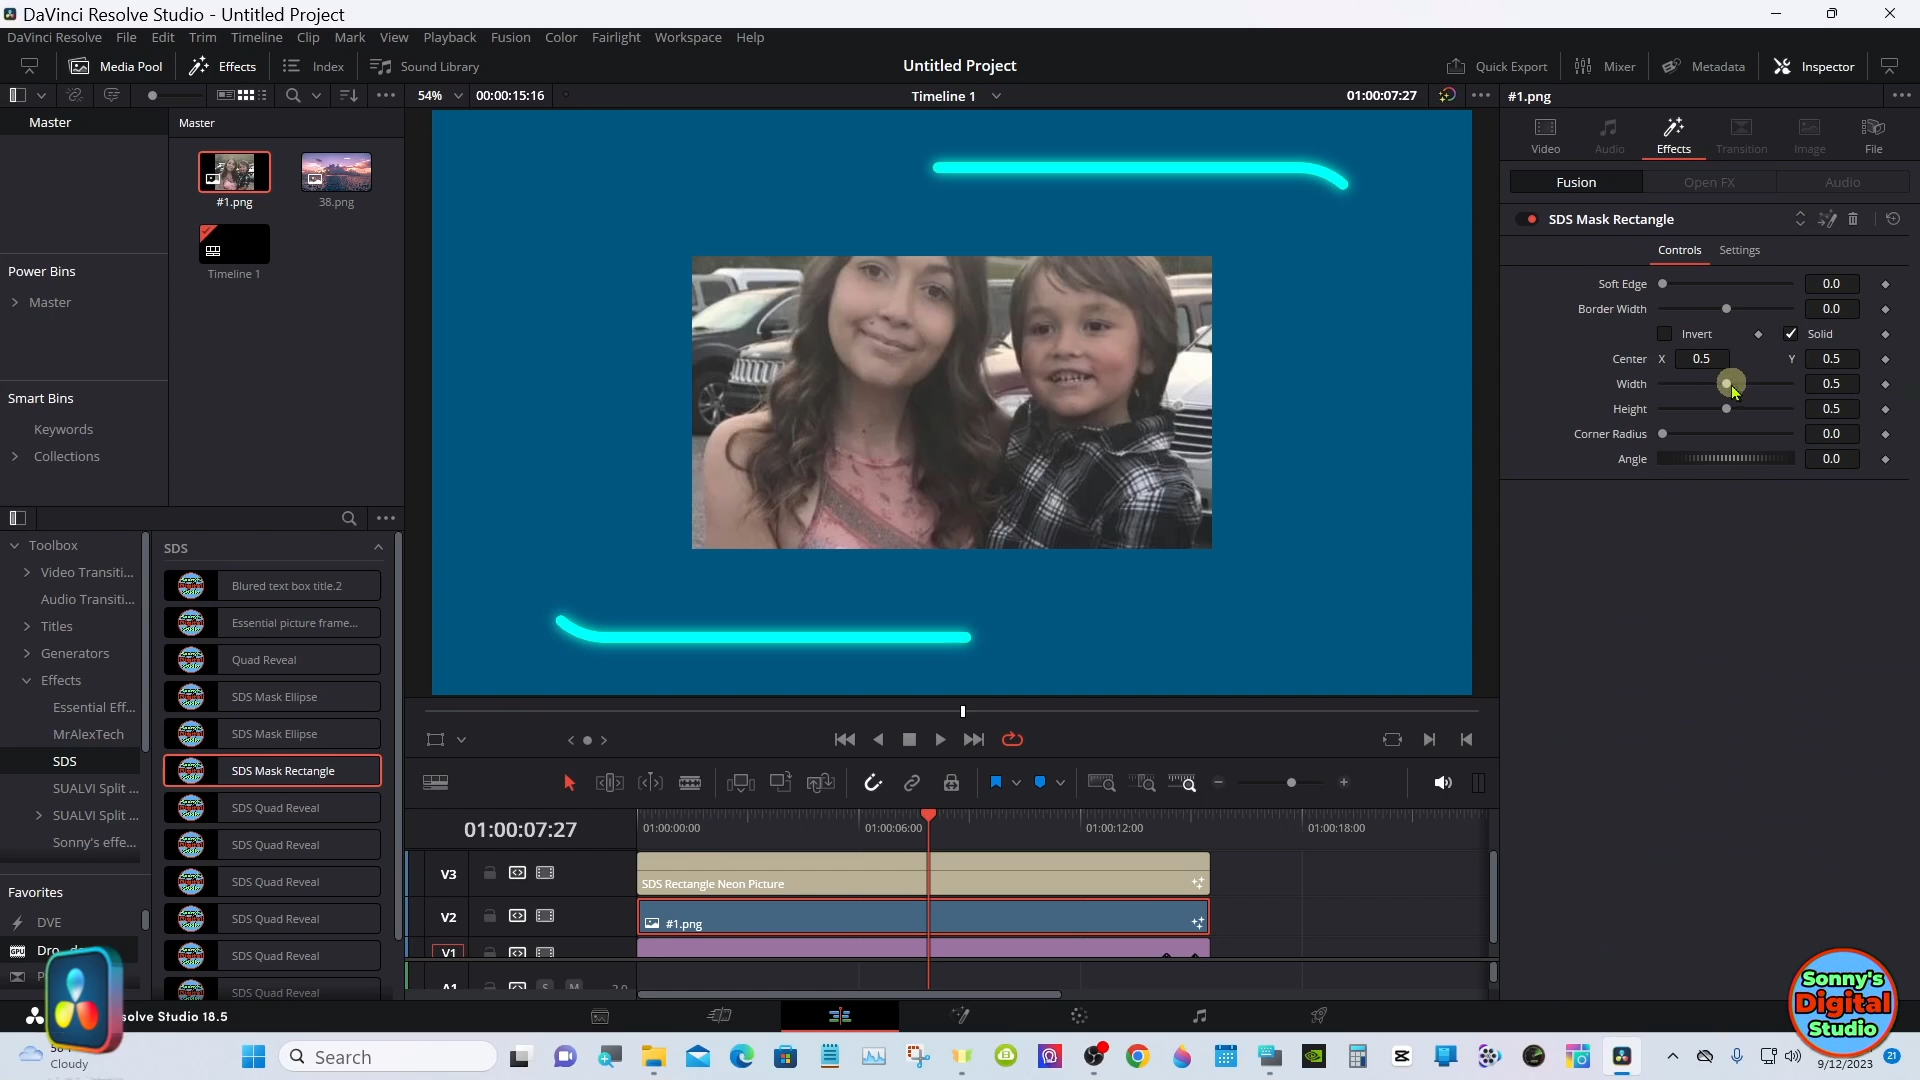 DaVinci Resolve Studio - Untitled Project
DaVinci Resolve File Edit Trim Timeline Clip Mark View Playback Fusion Color Fairlight Workspace Help
Media Pool Effects Index Sound Library
Untitled Project
Quick Export Mixer Metadata Inspector
54% 00:00:15:16 Timeline 1 01:00:07:27 #1.png
Master
Master
#1.png
38.png
Timeline 1
Power Bins
Master
Smart Bins
Keywords
Collections
Video Audio Effects Transition Image File
Fusion Open FX Audio
SDS Mask Rectangle
Controls Settings
Soft Edge 0.0
Border Width 0.0
Invert Solid
Center X 0.5 Y 0.5
Width 0.5
Height 0.5
Corner Radius 0.0
Angle 0.0
Toolbox
Video Transiti...
Audio Transiti...
Titles
Generators
Effects
Essential Eff...
MrAlexTech
SDS
SUALVI Split ...
SUALVI Split ...
Sonny's effe...
Favorites
DVE
SDS
Blured text box title.2
Essential picture frame...
Quad Reveal
SDS Mask Ellipse
SDS Mask Ellipse
SDS Mask Rectangle
SDS Quad Reveal
SDS Quad Reveal
SDS Quad Reveal
SDS Quad Reveal
SDS Quad Reveal
SDS Quad Reveal
01:00:07:27
01:00:00:00 01:00:06:00 01:00:12:00 01:00:18:00
V3 SDS Rectangle Neon Picture
V2 #1.png
V1
A1 S M 2.0
solve Studio 18.5
Sonny's
Digital
Studio
Cloudy
Search
9/12/2023
21